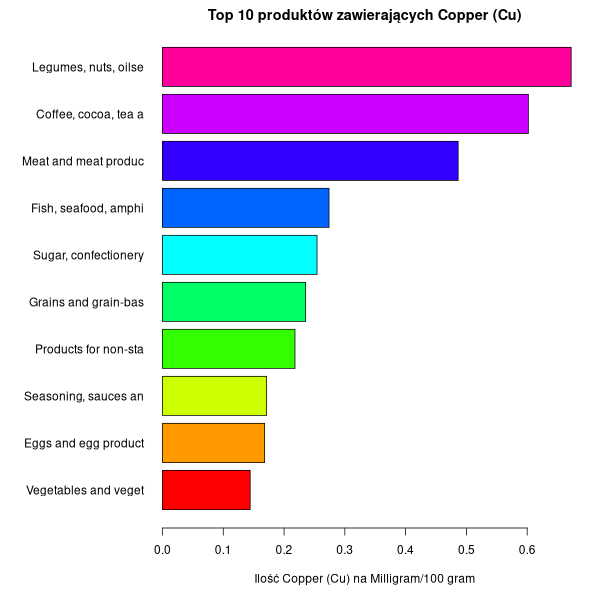 Top 10 produktów zawierających Copper (Cu)
Legumes, nuts, oilse
Coffee, cocoa, tea a
Meat and meat produc
Fish, seafood, amphi
Sugar, confectionery
Grains and grain-bas
Products for non-sta
Seasoning, sauces an
Eggs and egg product
Vegetables and veget
0.0 0.1 0.2 0.3 0.4 0.5 0.6
Ilość Copper (Cu) na Milligram/100 gram